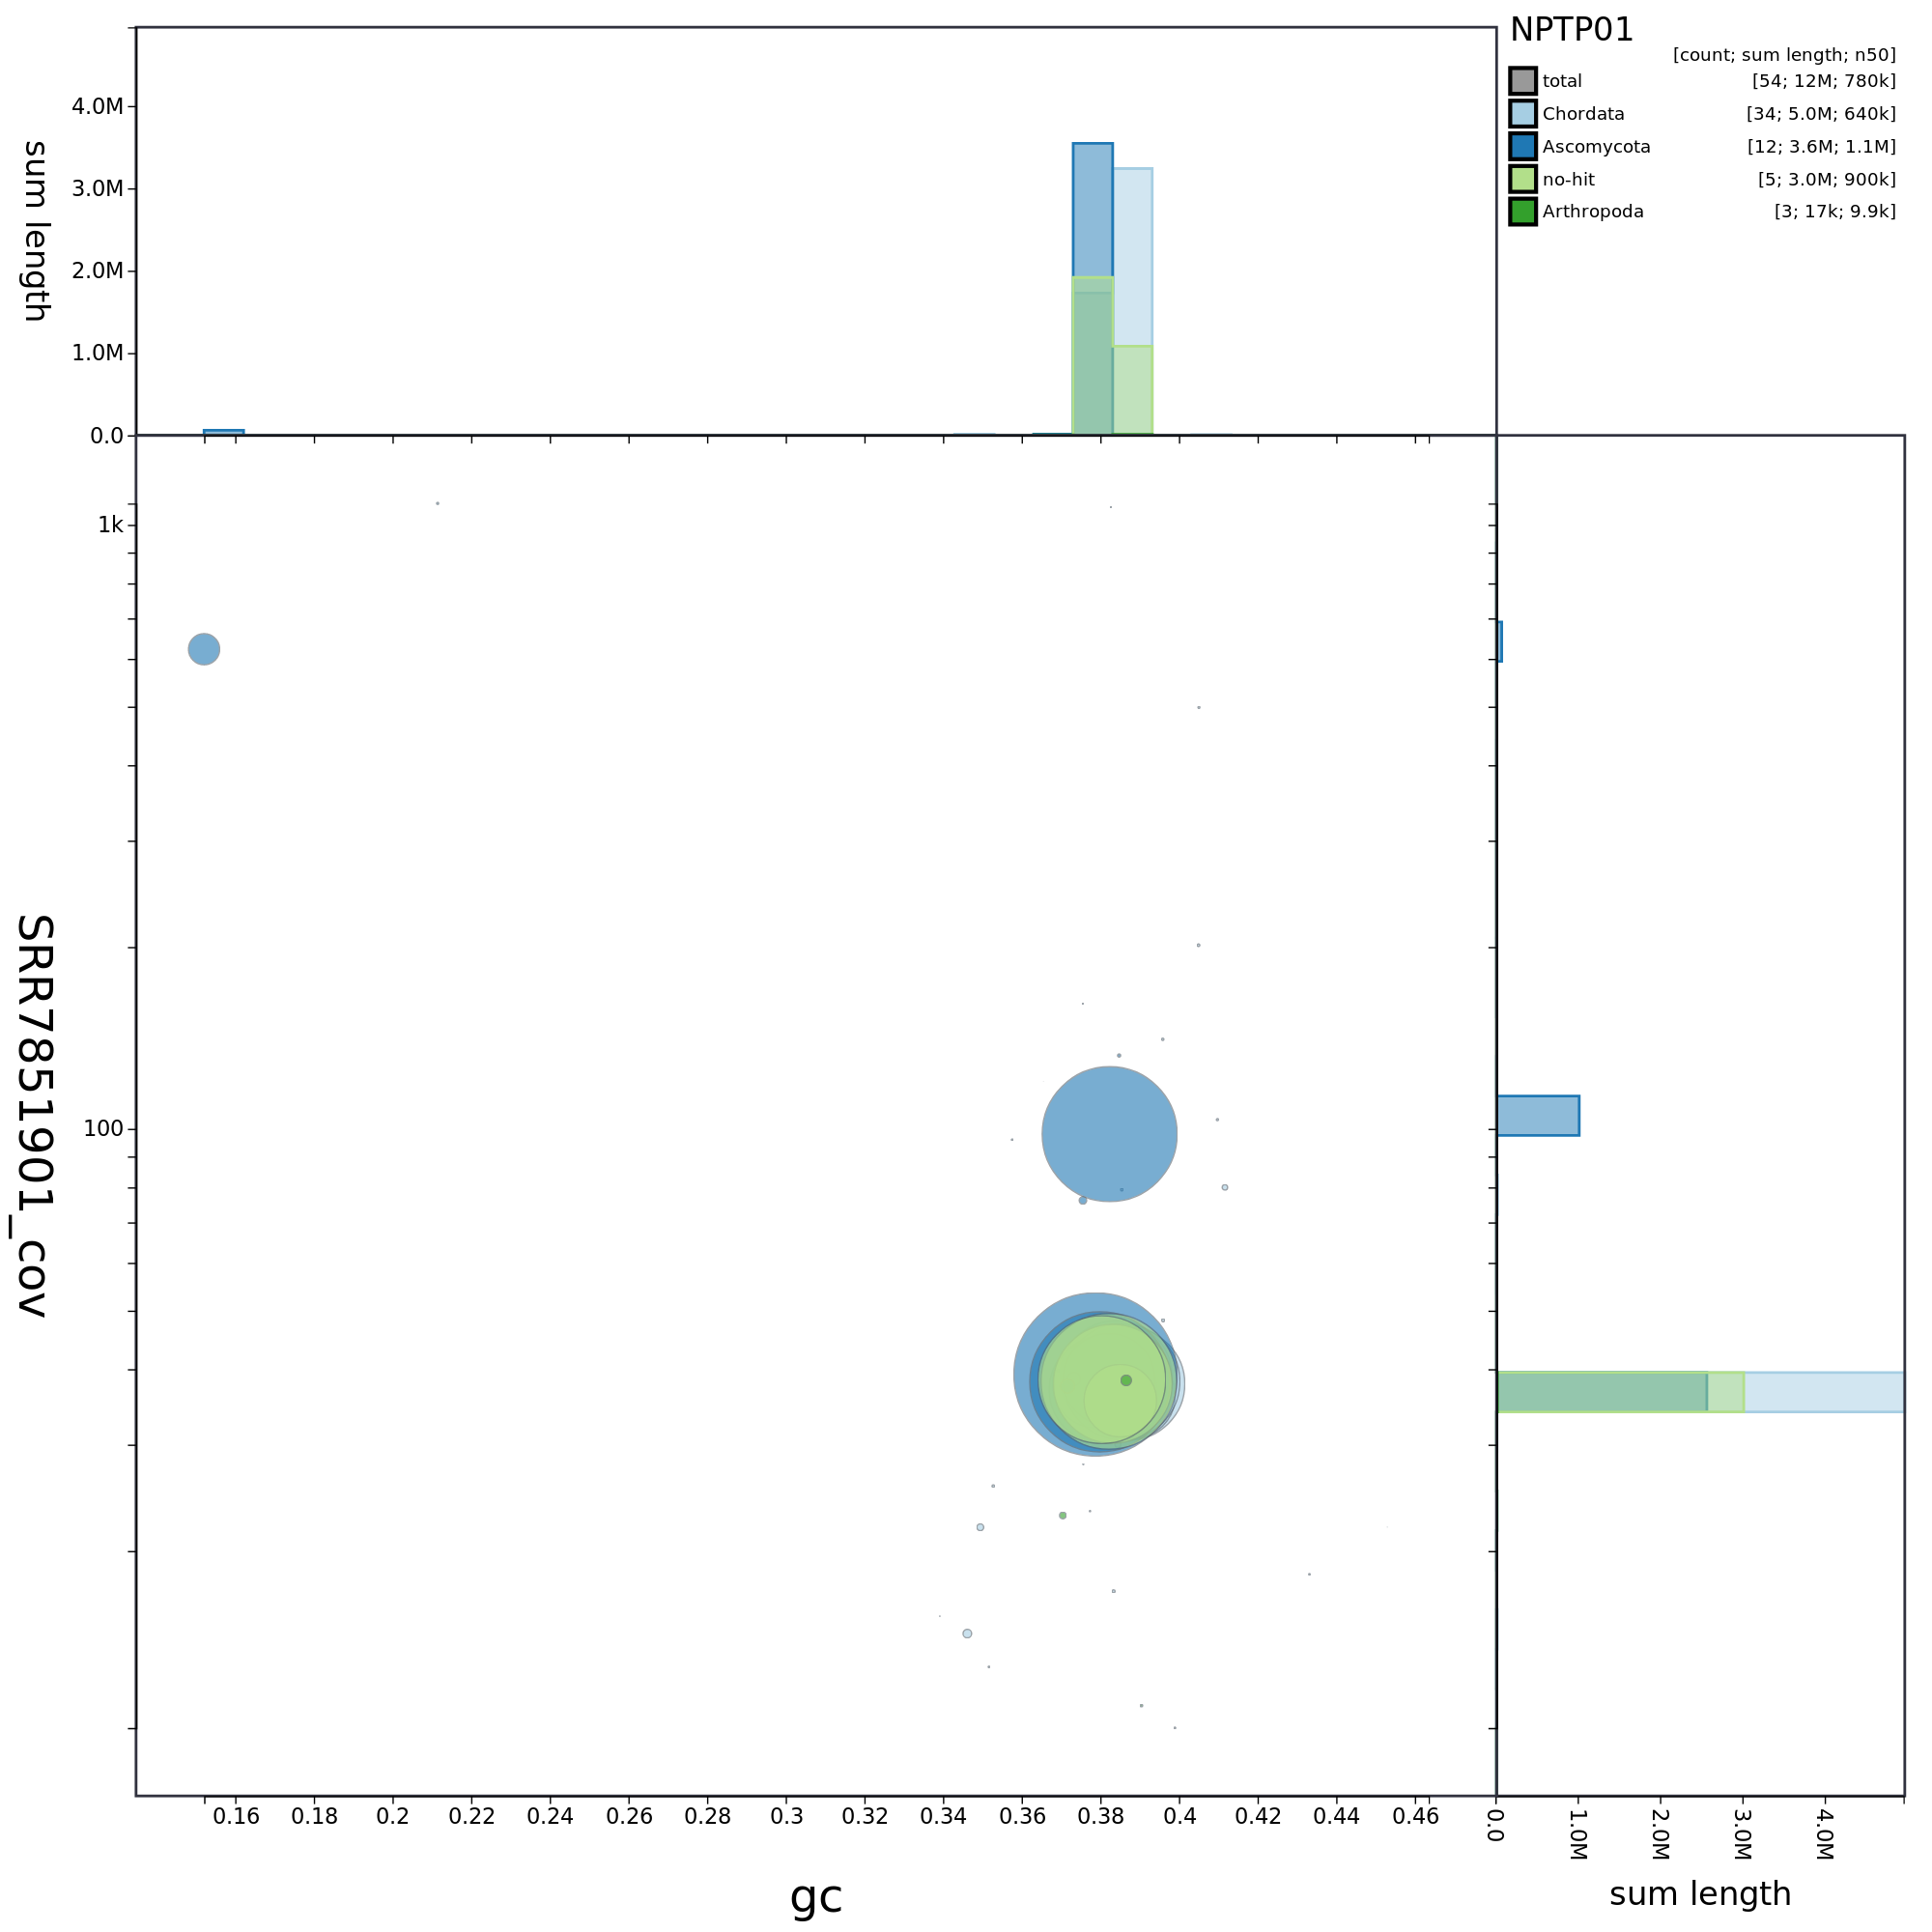 NPTP01
[count; sum length; n50]
total [54; 12M; 780k]
Chordata [34; 5.0M; 640k]
Ascomycota [12; 3.6M; 1.1M]
no-hit [5; 3.0M; 900k]
Arthropoda [3; 17k; 9.9k]
sum length
4.0M
3.0M
2.0M
1.0M
0.0
SRR7851901_cov
1k
100
0.16 0.18 0.2 0.22 0.24 0.26 0.28 0.3 0.32 0.34 0.36 0.38 0.4 0.42 0.44 0.46
gc
0.0 1.0M 2.0M 3.0M 4.0M
sum length